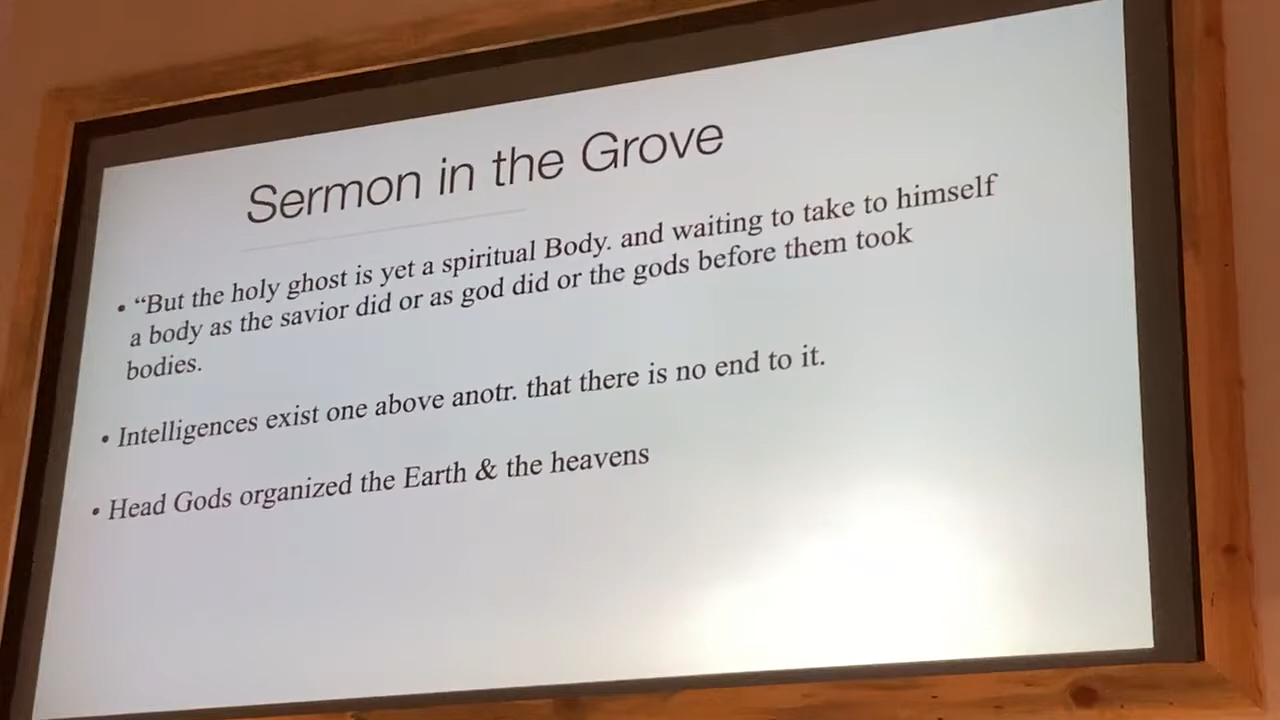 Sermon in the Grove
• “But the holy ghost is yet a spiritual Body. and waiting to take to himself
a body as the savior did or as god did or the gods before them took
bodies.
• Intelligences exist one above anotr. that there is no end to it.
• Head Gods organized the Earth & the heavens